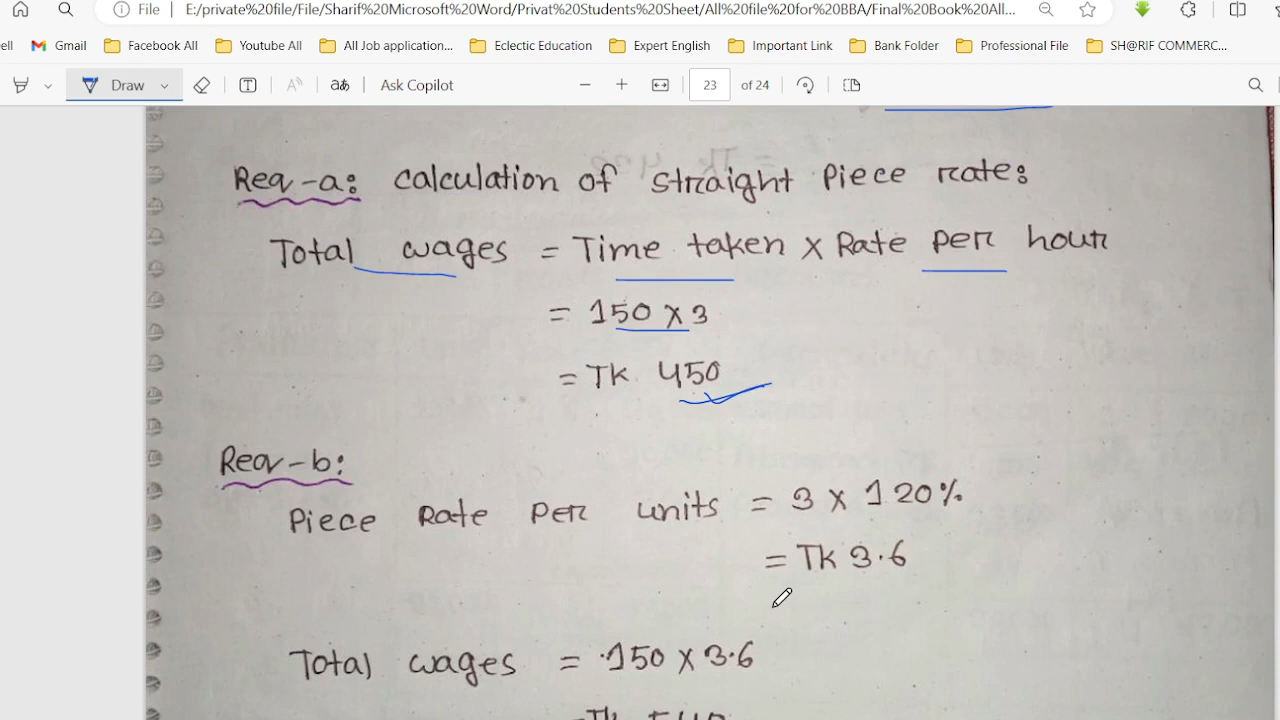 File
E:/private%20file/File/Sharif%20Microsoft%20Word/Privat%20Students%20Sheet/All%20file%20for%20BBA/Final%20Book%20All...
ell Gmail Facebook All Youtube All All Job application... Eclectic Education Expert English Important Link Bank Folder Professional File SH@RIF COMMERC...
Draw Ask Copilot 23 of 24
Req-a: Calculation of straight Piece rate:
Total wages = Time taken X Rate per hour
= 150 X 3
= Tk 450
Req-b:
Piece Rate Per units = 3 X 120%
= Tk 3.6
Total wages = 150 X 3.6
=Tk 540